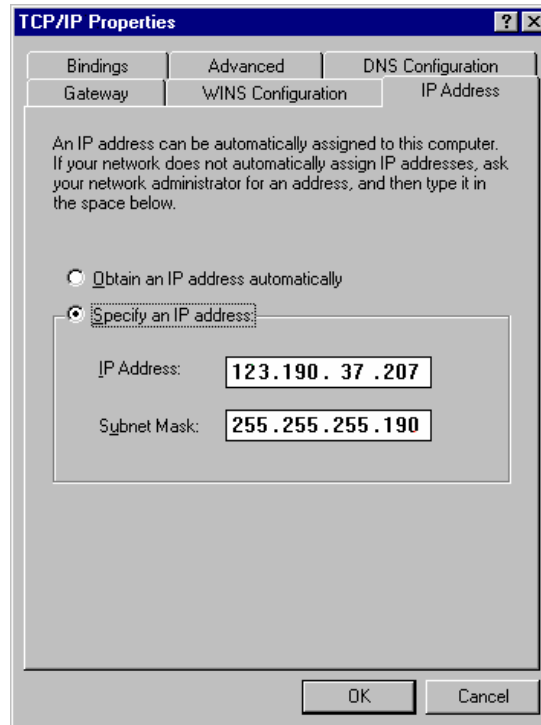 TCP/IP Properties
Bindings Advanced DNS Configuration
Gateway WINS Configuration IP Address
An IP address can be automatically assigned to this computer.
If your network does not automatically assign IP addresses, ask
your network administrator for an address, and then type it in
the space below.
Obtain an IP address automatically
Specify an IP address:
IP Address: 123.190. 37 .207
Subnet Mask: 255.255.255.190
OK Cancel